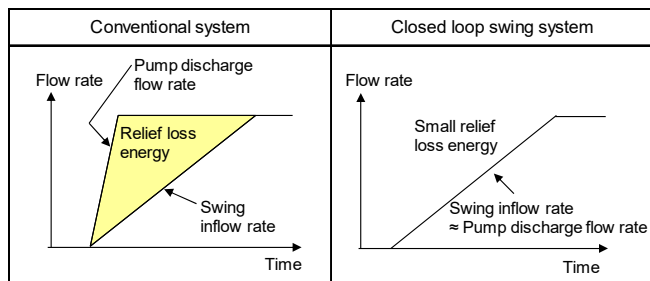 Conventional system
Closed loop swing system
Pump discharge
flow rate
Flow rate
Relief loss
energy
Swing
inflow rate
Time
Flow rate
Small relief
loss energy
Swing inflow rate
≈ Pump discharge flow rate
Time